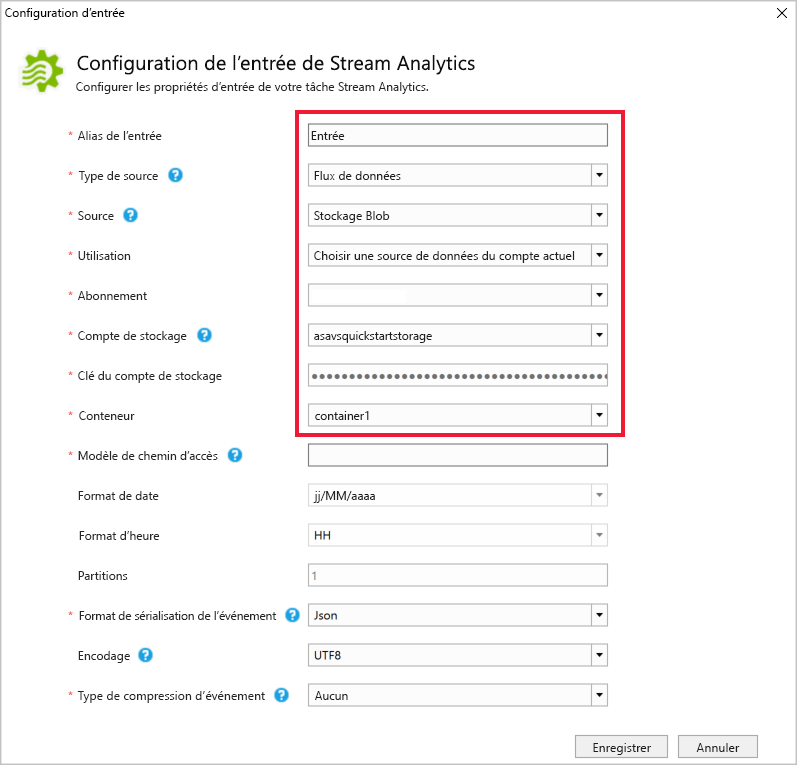 Configuration d’entrée
Configuration de l’entrée de Stream Analytics
Configurer les propriétés d’entrée de votre tâche Stream Analytics.
* Alias de l’entrée Entrée
* Type de source ? Flux de données
* Source ? Stockage Blob
* Utilisation Choisir une source de données du compte actuel
* Abonnement
* Compte de stockage ? asavsquickstartstorage
* Clé du compte de stockage
* Conteneur container1
* Modèle de chemin d’accès ?
Format de date jj/MM/aaaa
Format d’heure HH
Partitions 1
* Format de sérialisation de l’événement ? Json
Encodage ? UTF8
* Type de compression d’événement ? Aucun
Enregistrer Annuler